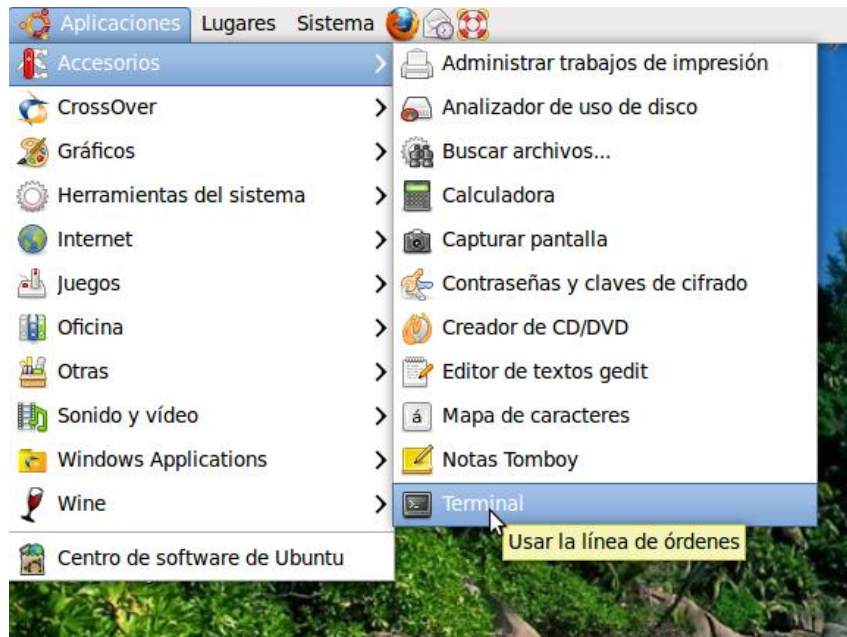 Aplicaciones Lugares Sistema
Accesorios
CrossOver
Gráficos
Herramientas del sistema
Internet
Juegos
Oficina
Otras
Sonido y vídeo
Windows Applications
Wine
Centro de software de Ubuntu
Administrar trabajos de impresión
Analizador de uso de disco
Buscar archivos...
Calculadora
Capturar pantalla
Contraseñas y claves de cifrado
Creador de CD/DVD
Editor de textos gedit
á Mapa de caracteres
Notas Tomboy
Terminal
Usar la línea de órdenes